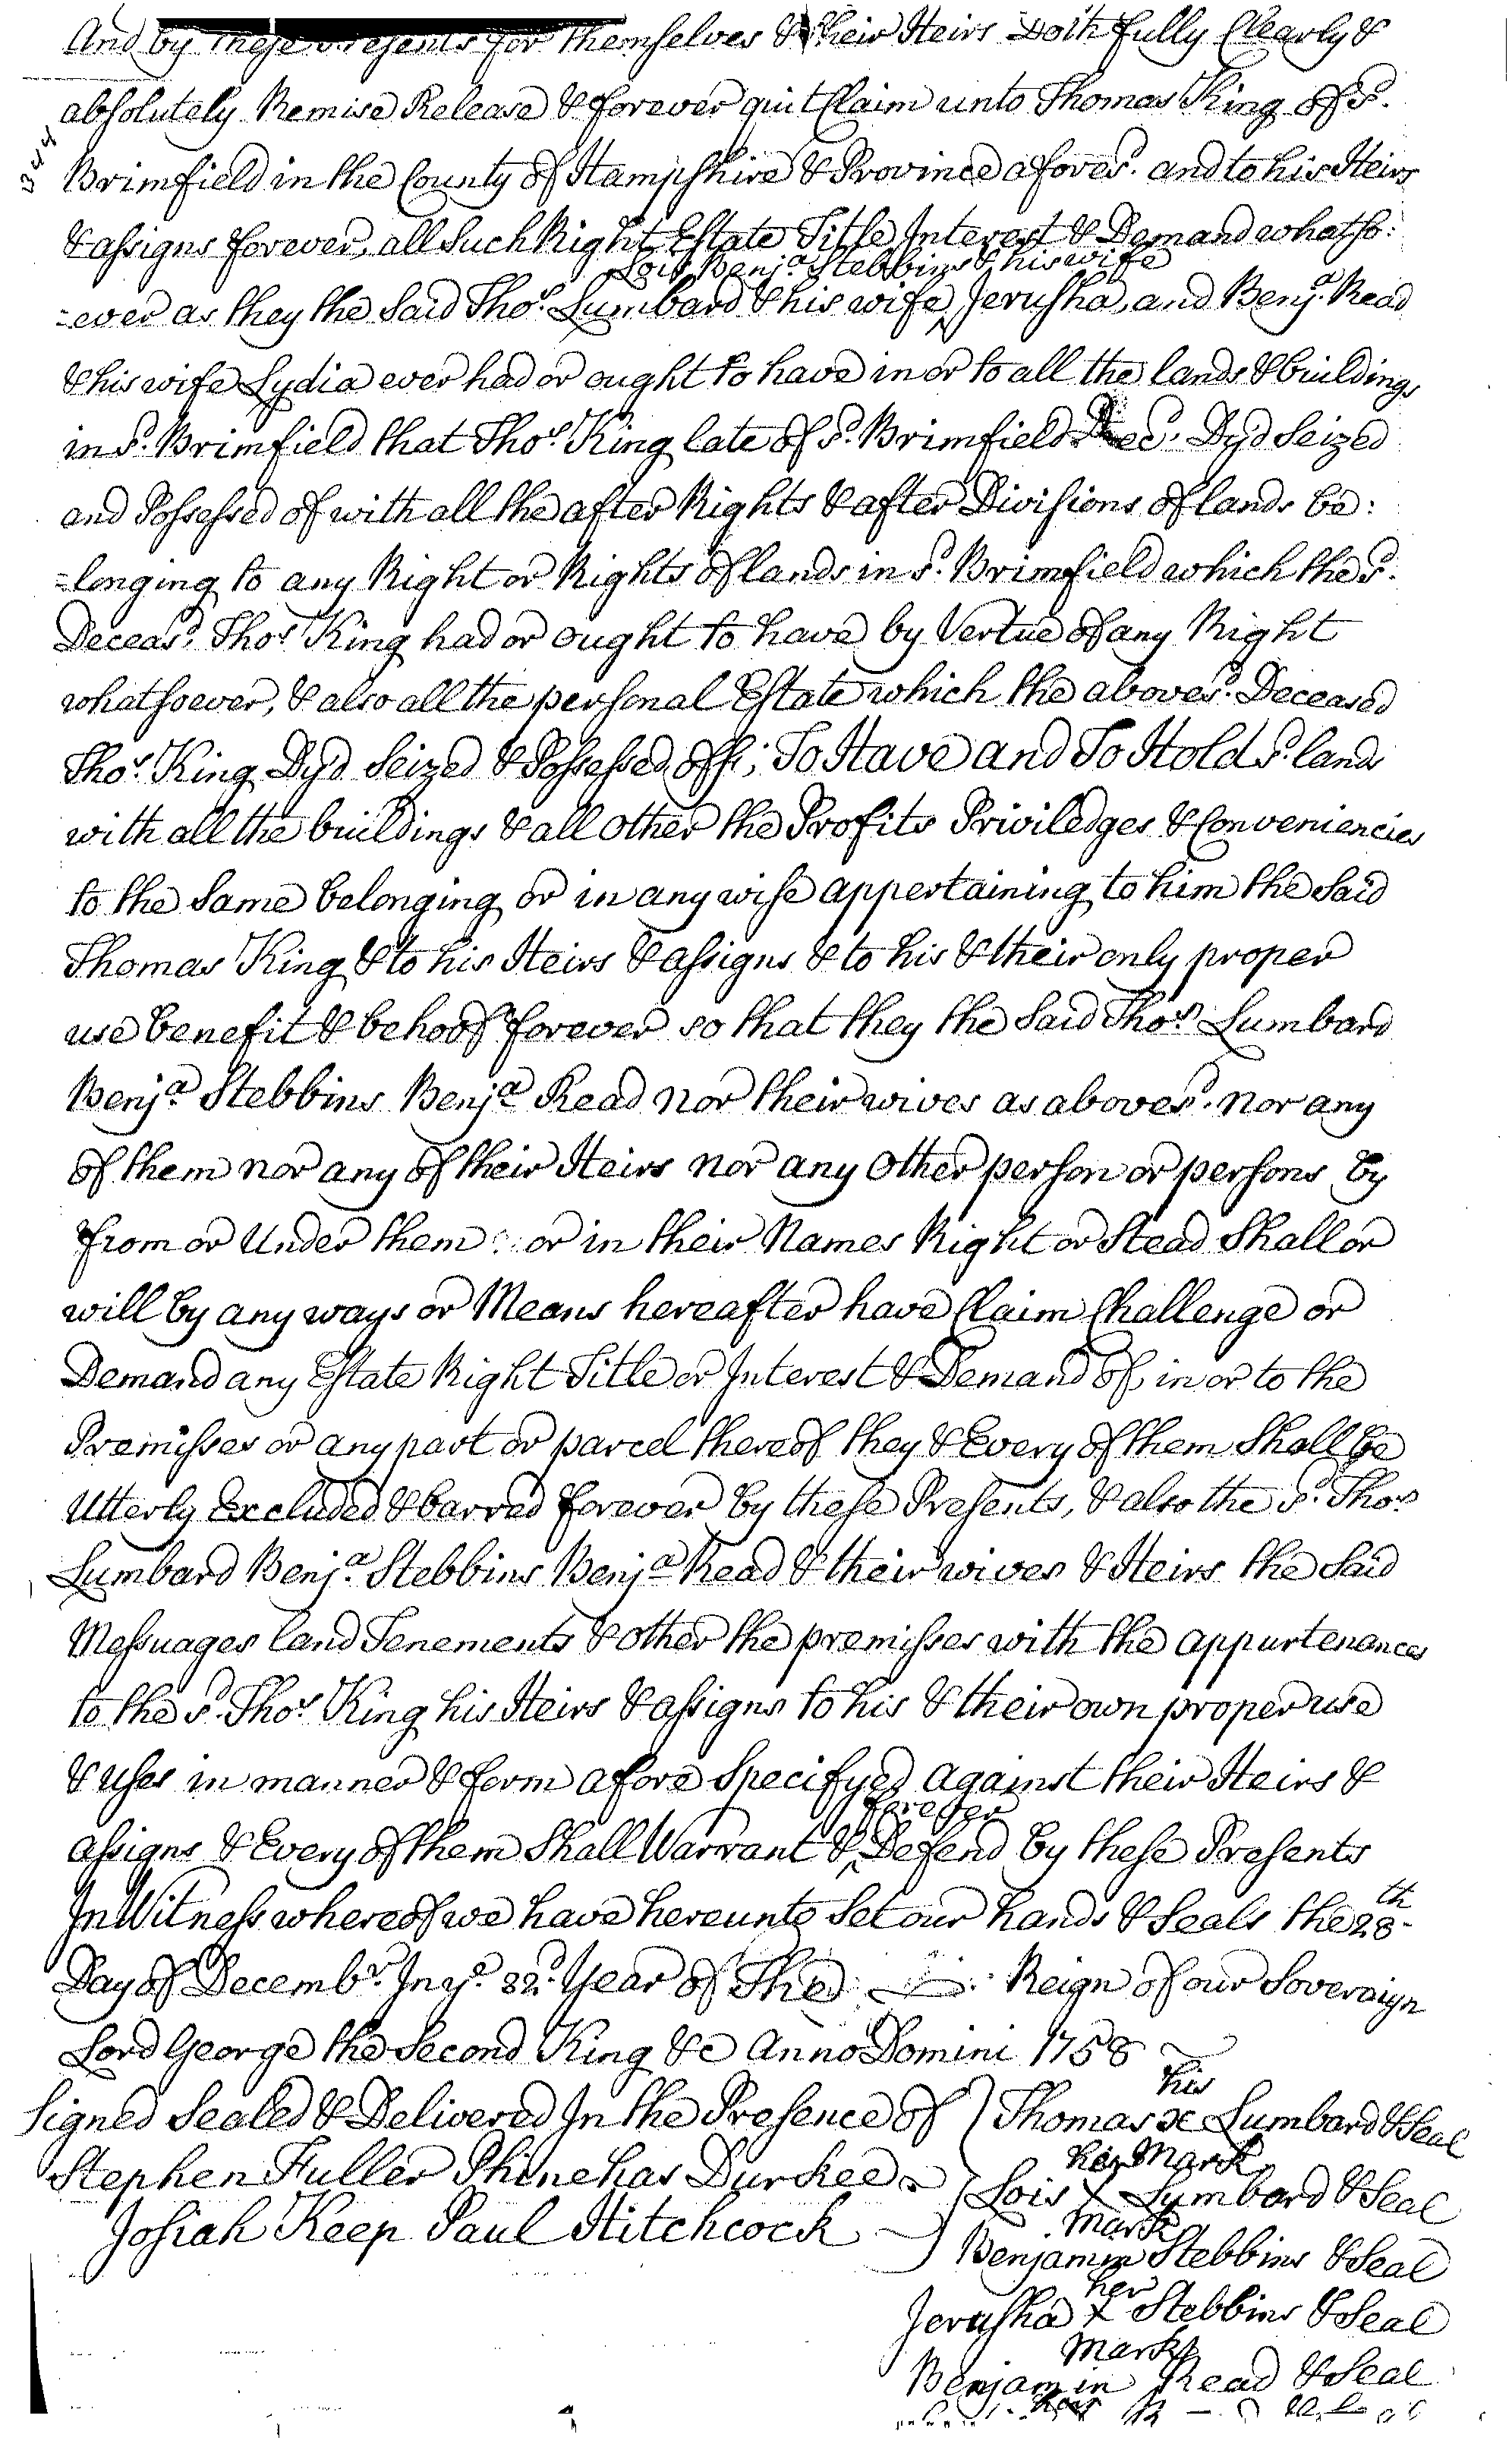 And by these presents for themselves & their Heirs Doth fully Clearly &
absolutely Remise Release & forever quit Claim unto Thomas King of sd.
Brimfield in the County of Hampshire & Province afores.d and to his Heirs
& assigns forever, all such Right Estate Title Interest & Demand whatso:
Lois, Benj.a Stebbins & his wife
-ever as they the Said Tho.s Lumbard & his wife ^ Jerusha, and Benj.a Read
& his wife Lydia ever had or ought to have in or to all the lands & buildings
in sd. Brimfield that Tho.s King late of sd. Brimfield Decd. Dyd Seized
and Possessed of with all the after Rights & after Divisions of lands be:
=longing to any Right or Rights of lands in sd. Brimfield which the sd.
Deceasd. Tho.s King had or ought to have by Vertue of any Right
whatsoever, & also all the personal Estate which the abovesd. Deceased
Tho.s King Dyd Seized & Possessed off; To Have and To Hold sd. land
with all the buildings & all other the Profits Priviledges & Conveniencies
to the Same belonging or in any wise appertaining to him the Said
Thomas King & to his Heirs & assigns & to his & their only proper
use benefit & behoof forever so that they the Said Tho.s Lumbard
Benj.a Stebbins Benj.a Read nor their wives as abovesd. nor any
of them nor any of their Heirs nor any other person or persons by
from or Under them: or in their Names Right or Stead Shall or
will by any ways or Means hereafter have Claim Challenge or
Demand any Estate Right Title or Interest & Demand of in or to the
Premisses or any part or parcel thereof they & Every of them Shall be
Utterly Excluded & barred forever by these Presents, & also the sd. Tho.s
Lumbard Benj.a Stebbins Benj.a Read & their wives & Heirs the Said
Messuages land Tenements & other the premisses with the appurtenances
to the sd. Tho.s King his Heirs & assigns to his & their own proper use
& uses in manner & form afore Specifyed against their Heirs &
forever
assigns & Every of them Shall Warrant & ^ Defend by these Presents
In Witness whereof we have hereunto Set our hands & Seals the 28th
Day of Decembr. In ye. 32d. Year of The Reign of our Soveraign
Lord George the Second King &c Anno Domini 1758
his
Signed Sealed & Delivered In the Presence of Thomas x Lumbard & Seal
her Mark
Stephen Fuller Phinehas Durkee Lois x Lumbard & Seal
mark
Josiah Keep Paul Hitchcock Benjamin Stebbins & Seal
her
Jerusha x Stebbins & Seal
mark
Benjamin Read & Seal